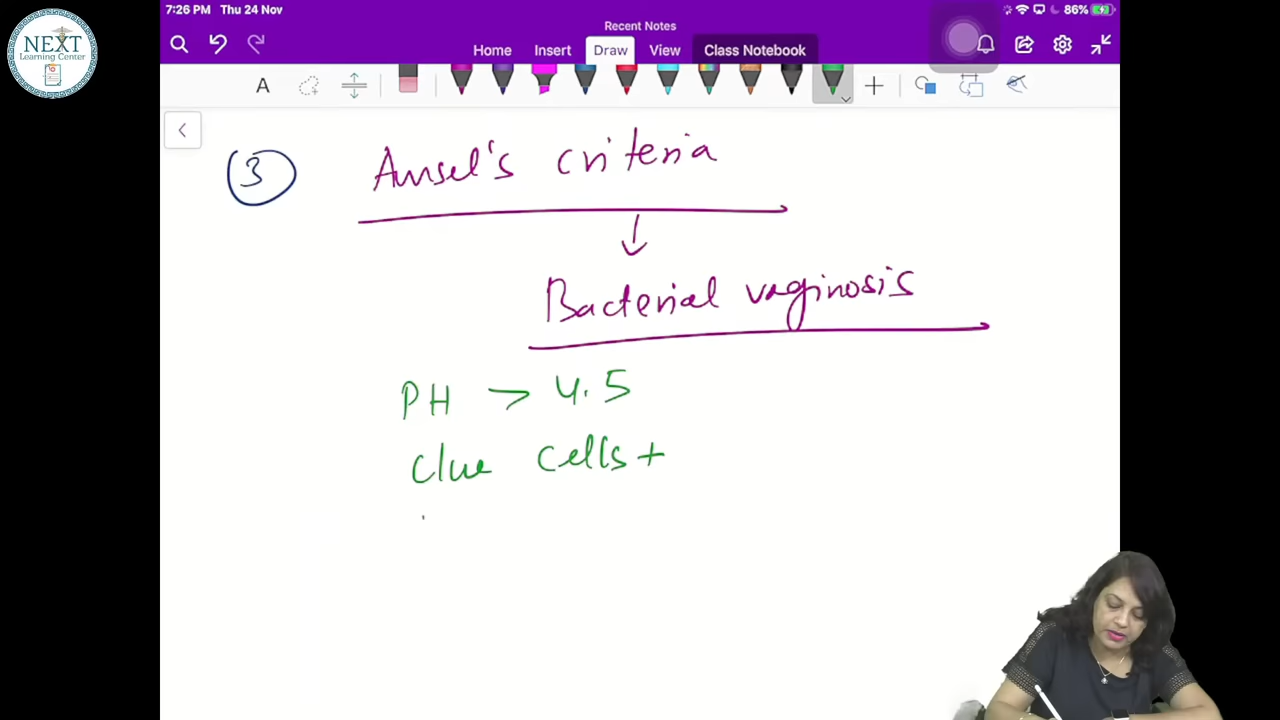 7:26 PM Thu 24 Nov
86%
Recent Notes
Home Insert Draw View Class Notebook
NEXT
Learning Center
A
3 Amsel's criteria
Bacterial vaginosis
PH > 4.5
Clue cells +